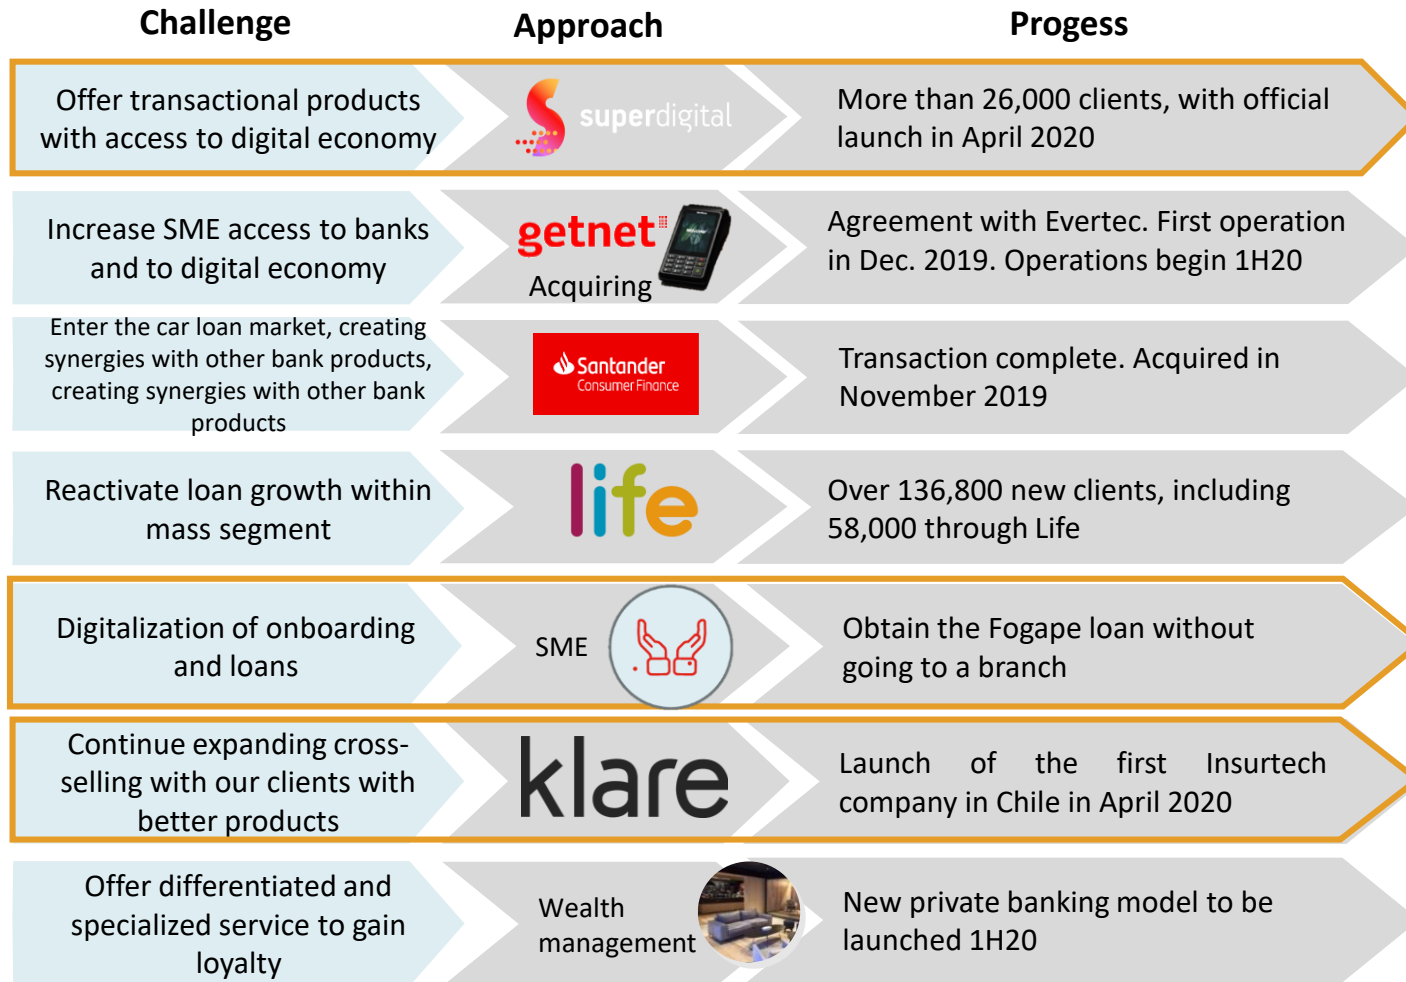 Challenge
Approach
Progess
Offer transactional products
with access to digital economy
superdigital
More than 26,000 clients, with official
launch in April 2020
Increase SME access to banks
and to digital economy
getnet
Acquiring
Agreement with Evertec. First operation
in Dec. 2019. Operations begin 1H20
Enter the car loan market, creating
synergies with other bank products,
creating synergies with other bank
products
Santander
Consumer Finance
Transaction complete. Acquired in
November 2019
Reactivate loan growth within
mass segment
life
Over 136,800 new clients, including
58,000 through Life
Digitalization of onboarding
and loans
SME
Obtain the Fogape loan without
going to a branch
Continue expanding cross-
selling with our clients with
better products
klare
Launch of the first Insurtech
company in Chile in April 2020
Offer differentiated and
specialized service to gain
loyalty
Wealth
management
New private banking model to be
launched 1H20